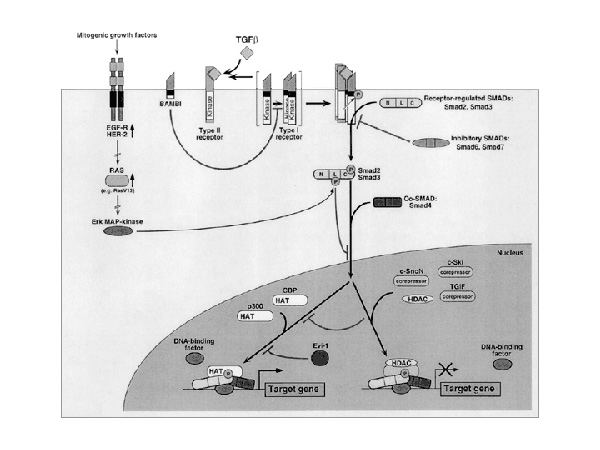 Mitogenic growth factors
TGFβ
BAMBI
Kinase
Type II
receptor
Kinase
Kinase
Type I
receptor
P
N L C
Receptor-regulated SMADs:
Smad2, Smad3
Inhibitory SMADs:
Smad6, Smad7
EGF-R
HER-2
RAS
(e.g. RasV12)
Erk MAP-kinase
N L C P
P
Smad2
Smad3
Co-SMAD:
Smad4
Nucleus
c-Ski
corepressor
c-SnoN
corepressor
TGIF
corepressor
HDAC
CBP
HAT
p300
HAT
DNA-binding
factor
Evi-1
HAT
P
Target gene
HDAC
P
Target gene
DNA-binding
factor